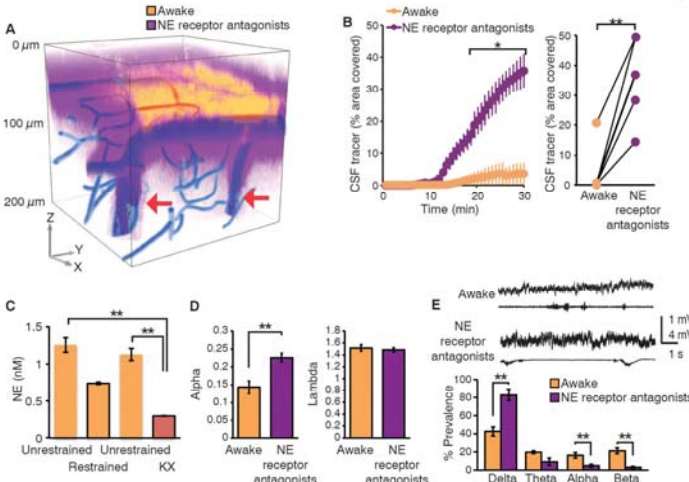 Awake
NE receptor antagonists
A
0 µm
100 µm
200 µm
Z
Y
X
B
Awake
NE receptor antagonists
CSF tracer (% area covered)
50
40
30
20
10
0
*
0 10 20 30
Time (min)
CSF tracer (% area covered)
50
40
30
20
10
0
**
Awake
NE
receptor
antagonists
C
NE (nM)
1.5
1
0.5
0
**
**
Unrestrained
Restrained
Unrestrained
KX
D
Alpha
0.3
0.25
0.2
0.15
0.1
0.05
0
**
Awake
NE
receptor
antagonists
Lambda
1.8
1.6
1.4
1.2
1
0.8
0.6
0.4
0.2
0
Awake
NE
receptor
antagonists
E
Awake
NE
receptor
antagonists
1 mV
4 mV
1 s
Awake
NE receptor antagonists
% Prevalence
100
80
60
40
20
0
**
**
**
Delta Theta Alpha Beta